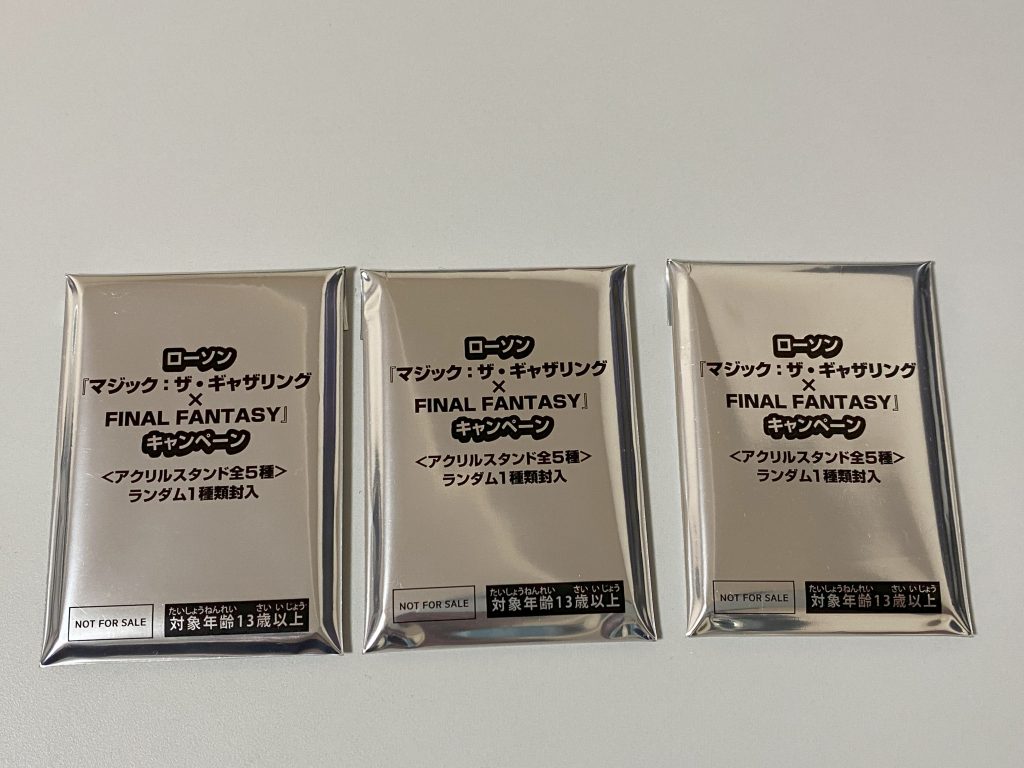 ローソン
『マジック：ザ・ギャザリング
×
FINAL FANTASY』
キャンペーン
＜アクリルスタンド全5種＞
ランダム1種類封入
NOT FOR SALE
たいしょうねんれい さい いじょう
対象年齢13歳以上
ローソン
『マジック：ザ・ギャザリング
×
FINAL FANTASY』
キャンペーン
＜アクリルスタンド全5種＞
ランダム1種類封入
NOT FOR SALE
たいしょうねんれい さい いじょう
対象年齢13歳以上
ローソン
『マジック：ザ・ギャザリング
×
FINAL FANTASY』
キャンペーン
＜アクリルスタンド全5種＞
ランダム1種類封入
NOT FOR SALE
たいしょうねんれい さい いじょう
対象年齢13歳以上